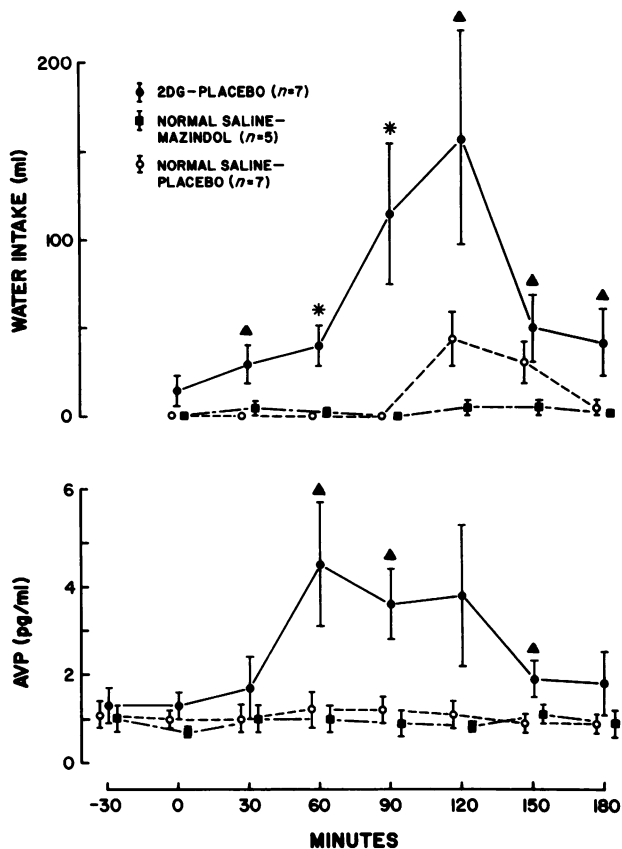 200
100
0
WATER INTAKE (ml)
2DG–PLACEBO (n=7)
NORMAL SALINE–
MAZINDOL (n=5)
NORMAL SALINE–
PLACEBO (n=7)
*
*
6
4
2
0
AVP (pg/ml)
-30 0 30 60 90 120 150 180
MINUTES